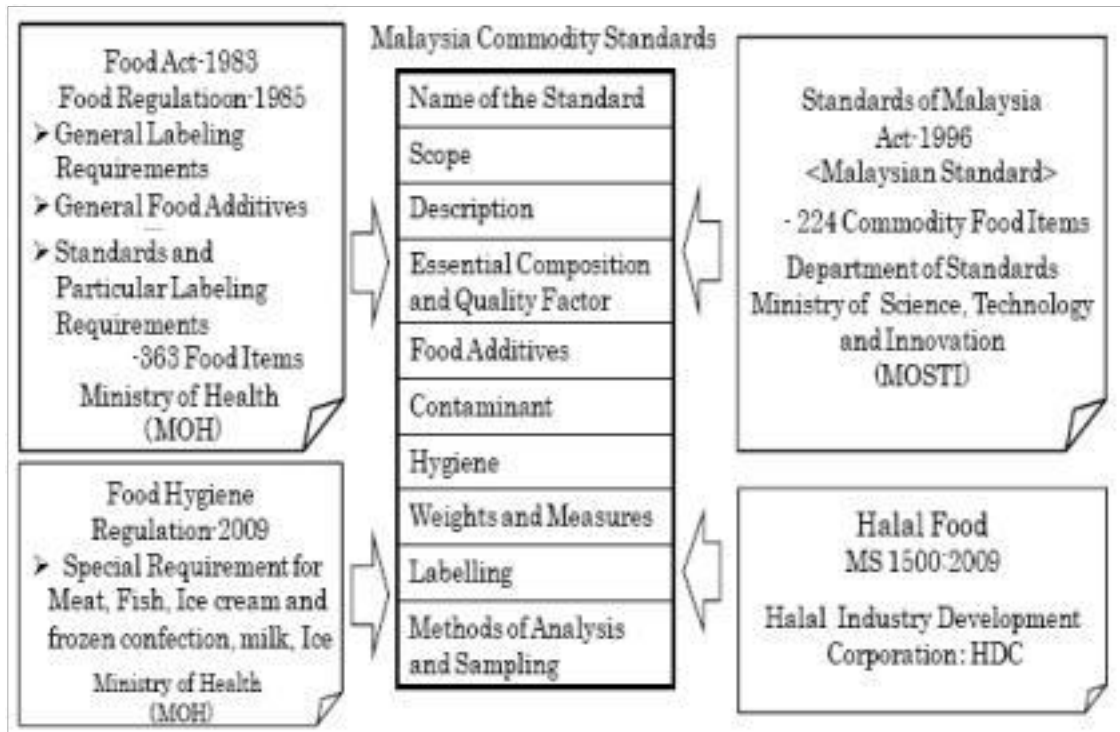 Food Act-1983
Food Regulatioon-1985
➢ General Labeling
Requirements
➢ General Food Additives
➢ Standards and
Particular Labeling
Requirements
-363 Food Items
Ministry of Health
(MOH)
Food Hygiene
Regulation-2009
➢ Special Requirement for
Meat, Fish, Ice cream and
frozen confection, milk, Ice
Ministry of Health
(MOH)
Malaysia Commodity Standards
Name of the Standard
Scope
Description
Essential Composition
and Quality Factor
Food Additives
Contaminant
Hygiene
Weights and Measures
Labelling
Methods of Analysis
and Sampling
Standards of Malaysia
Act-1996
<Malaysian Standard>
- 224 Commodity Food Items
Department of Standards
Ministry of Science, Technology
and Innovation
(MOSTI)
Halal Food
MS 1500:2009
Halal Industry Development
Corporation: HDC